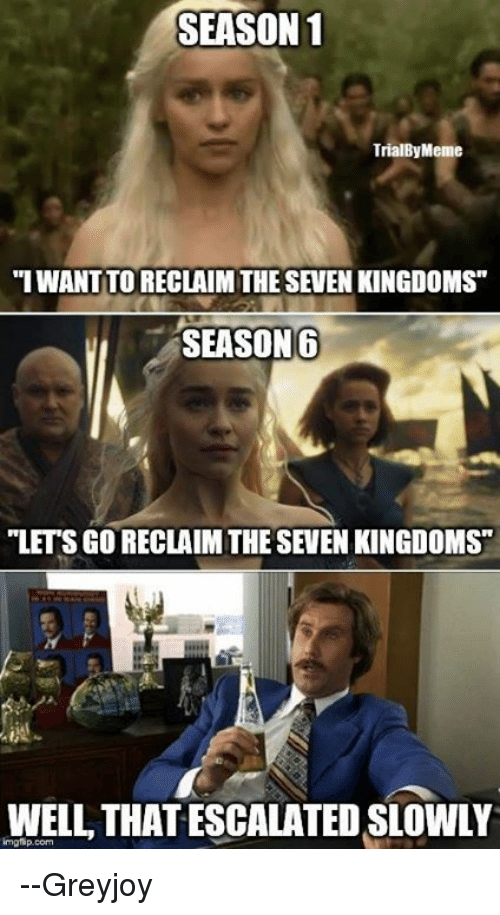 SEASON 1
TrialByMeme
"I WANT TO RECLAIM THE SEVEN KINGDOMS"
SEASON 6
"LET'S GO RECLAIM THE SEVEN KINGDOMS"
WELL, THAT ESCALATED SLOWLY
imgflip.com
--Greyjoy